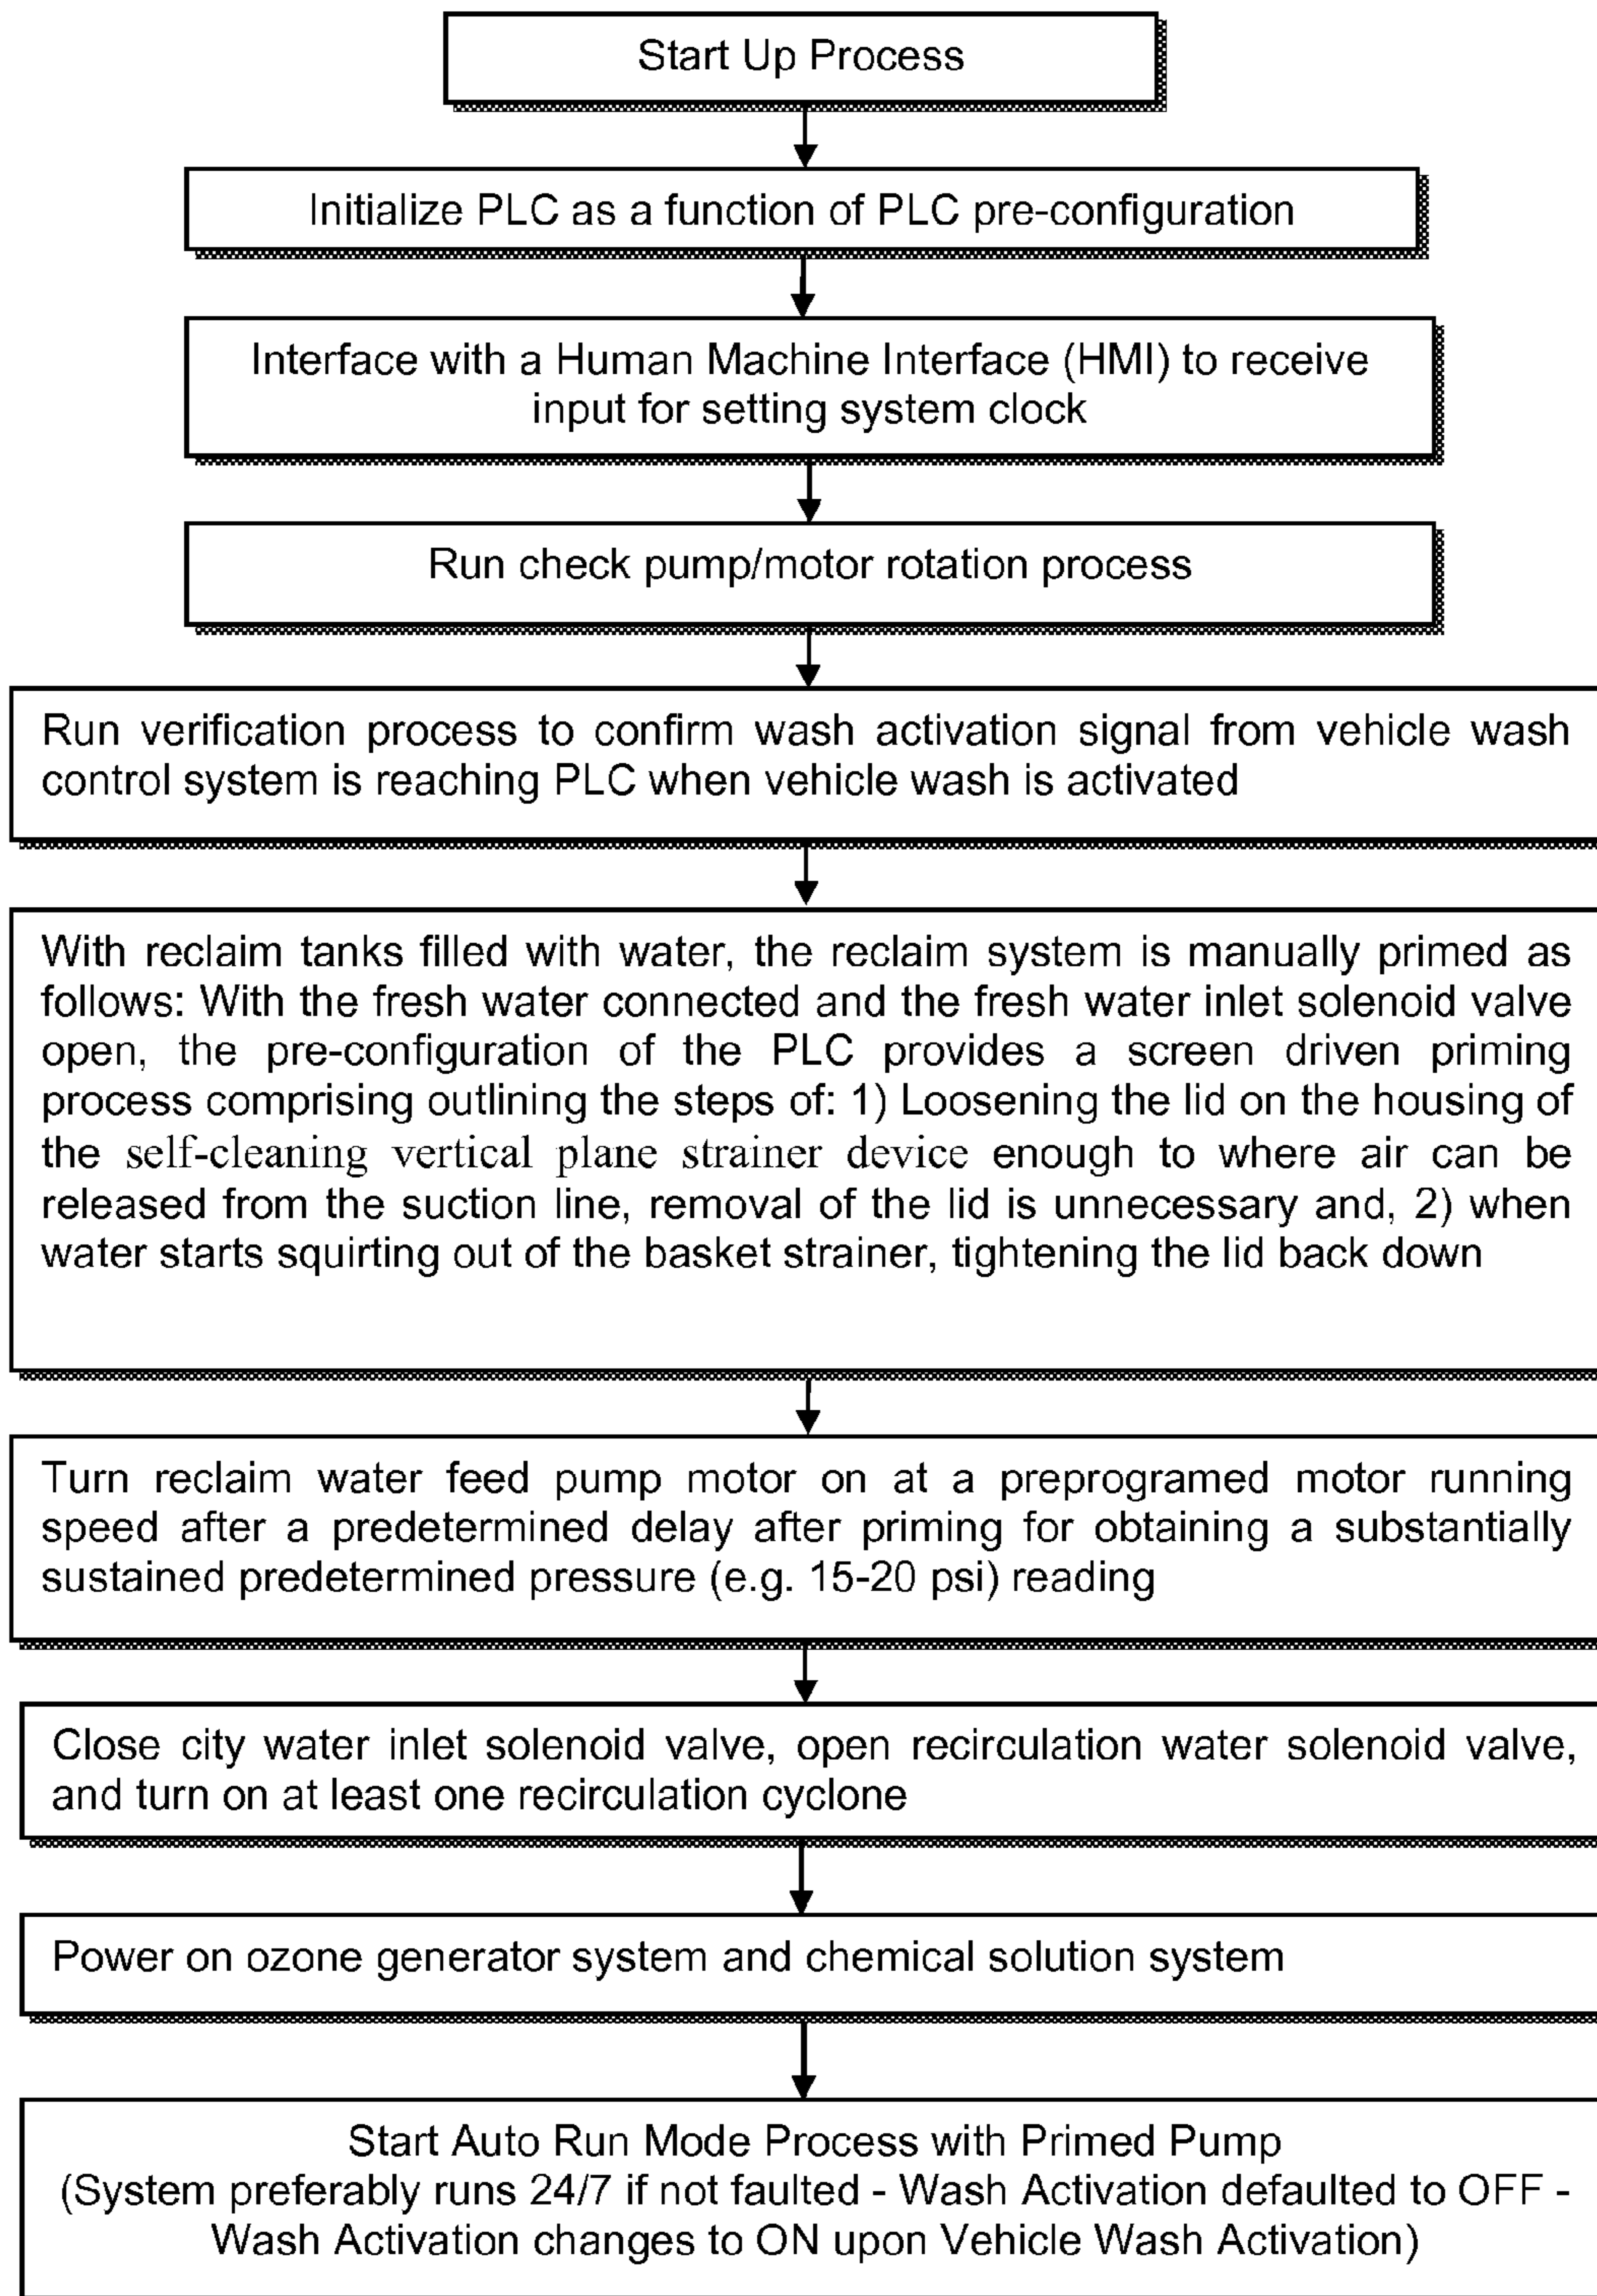 Start Up Process
Initialize PLC as a function of PLC pre-configuration
Interface with a Human Machine Interface (HMI) to receive
input for setting system clock
Run check pump/motor rotation process
Run verification process to confirm wash activation signal from vehicle wash
control system is reaching PLC when vehicle wash is activated
With reclaim tanks filled with water, the reclaim system is manually primed as
follows: With the fresh water connected and the fresh water inlet solenoid valve
open, the pre-configuration of the PLC provides a screen driven priming
process comprising outlining the steps of: 1) Loosening the lid on the housing of
the self-cleaning vertical plane strainer device enough to where air can be
released from the suction line, removal of the lid is unnecessary and, 2) when
water starts squirting out of the basket strainer, tightening the lid back down
Turn reclaim water feed pump motor on at a preprogramed motor running
speed after a predetermined delay after priming for obtaining a substantially
sustained predetermined pressure (e.g. 15-20 psi) reading
Close city water inlet solenoid valve, open recirculation water solenoid valve,
and turn on at least one recirculation cyclone
Power on ozone generator system and chemical solution system
Start Auto Run Mode Process with Primed Pump
(System preferably runs 24/7 if not faulted - Wash Activation defaulted to OFF -
Wash Activation changes to ON upon Vehicle Wash Activation)